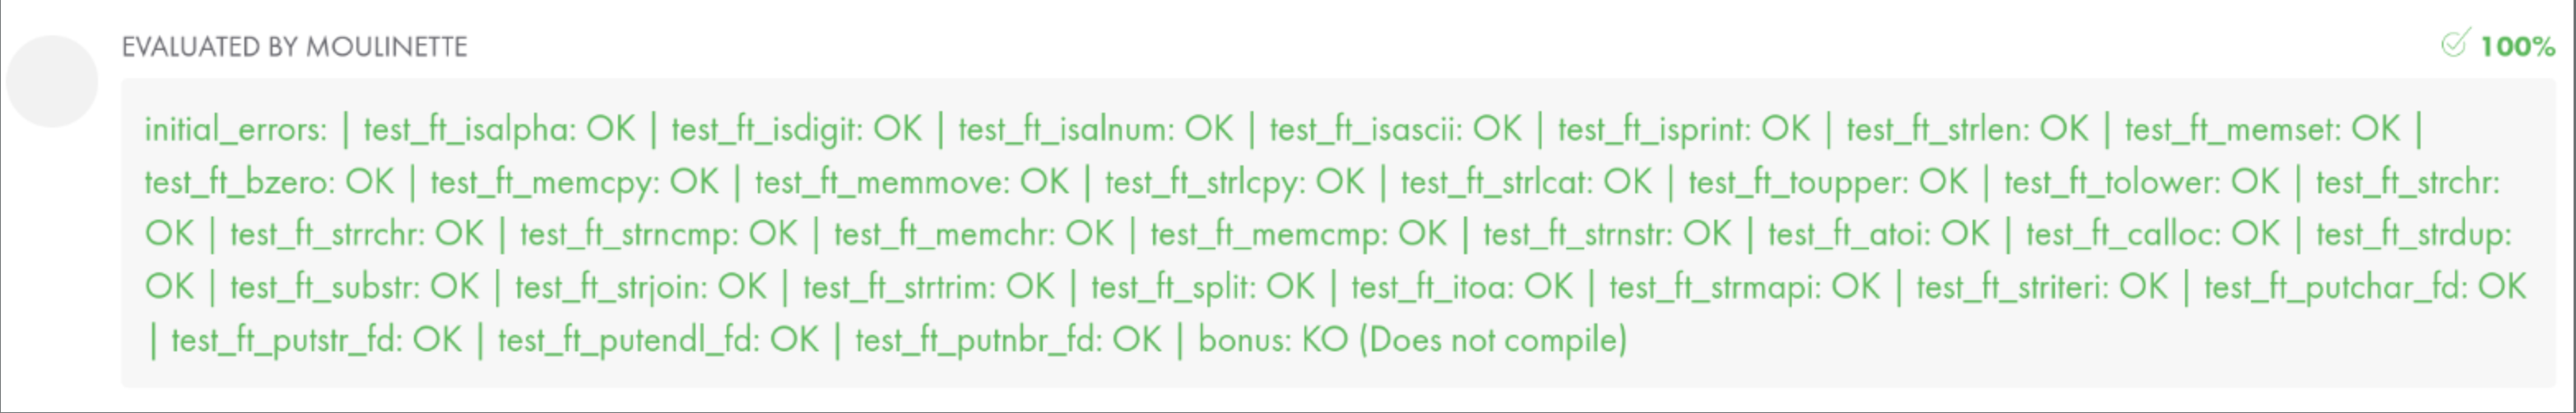 EVALUATED BY MOULINETTE
100%
initial_errors: | test_ft_isalpha: OK | test_ft_isdigit: OK | test_ft_isalnum: OK | test_ft_isascii: OK | test_ft_isprint: OK | test_ft_strlen: OK | test_ft_memset: OK |
test_ft_bzero: OK | test_ft_memcpy: OK | test_ft_memmove: OK | test_ft_strlcpy: OK | test_ft_strlcat: OK | test_ft_toupper: OK | test_ft_tolower: OK | test_ft_strchr:
OK | test_ft_strrchr: OK | test_ft_strncmp: OK | test_ft_memchr: OK | test_ft_memcmp: OK | test_ft_strnstr: OK | test_ft_atoi: OK | test_ft_calloc: OK | test_ft_strdup:
OK | test_ft_substr: OK | test_ft_strjoin: OK | test_ft_strtrim: OK | test_ft_split: OK | test_ft_itoa: OK | test_ft_strmapi: OK | test_ft_striteri: OK | test_ft_putchar_fd: OK
| test_ft_putstr_fd: OK | test_ft_putendl_fd: OK | test_ft_putnbr_fd: OK | bonus: KO (Does not compile)